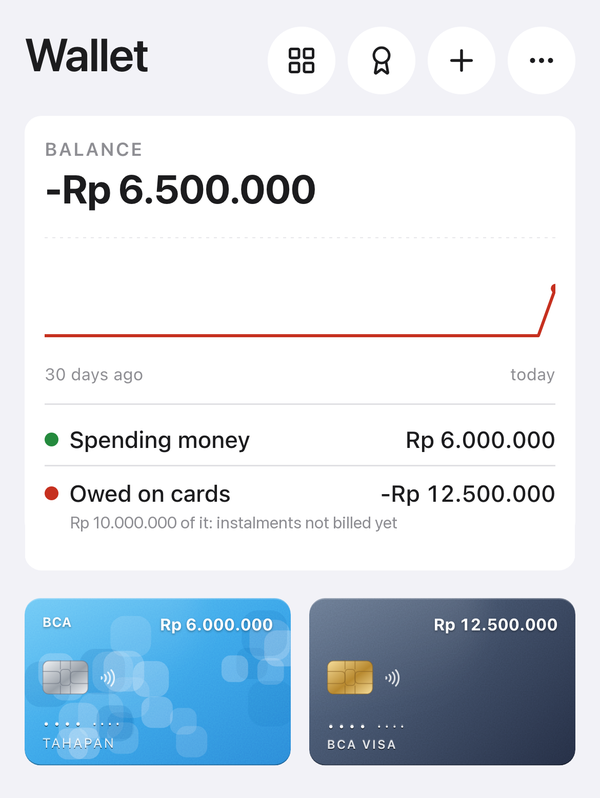 Wallet
BALANCE
-Rp 6.500.000
30 days ago
today
Spending money
Rp 6.000.000
Owed on cards
-Rp 12.500.000
Rp 10.000.000 of it: instalments not billed yet
BCA
Rp 6.000.000
•••• ••••
TAHAPAN
Rp 12.500.000
•••• ••••
BCA VISA